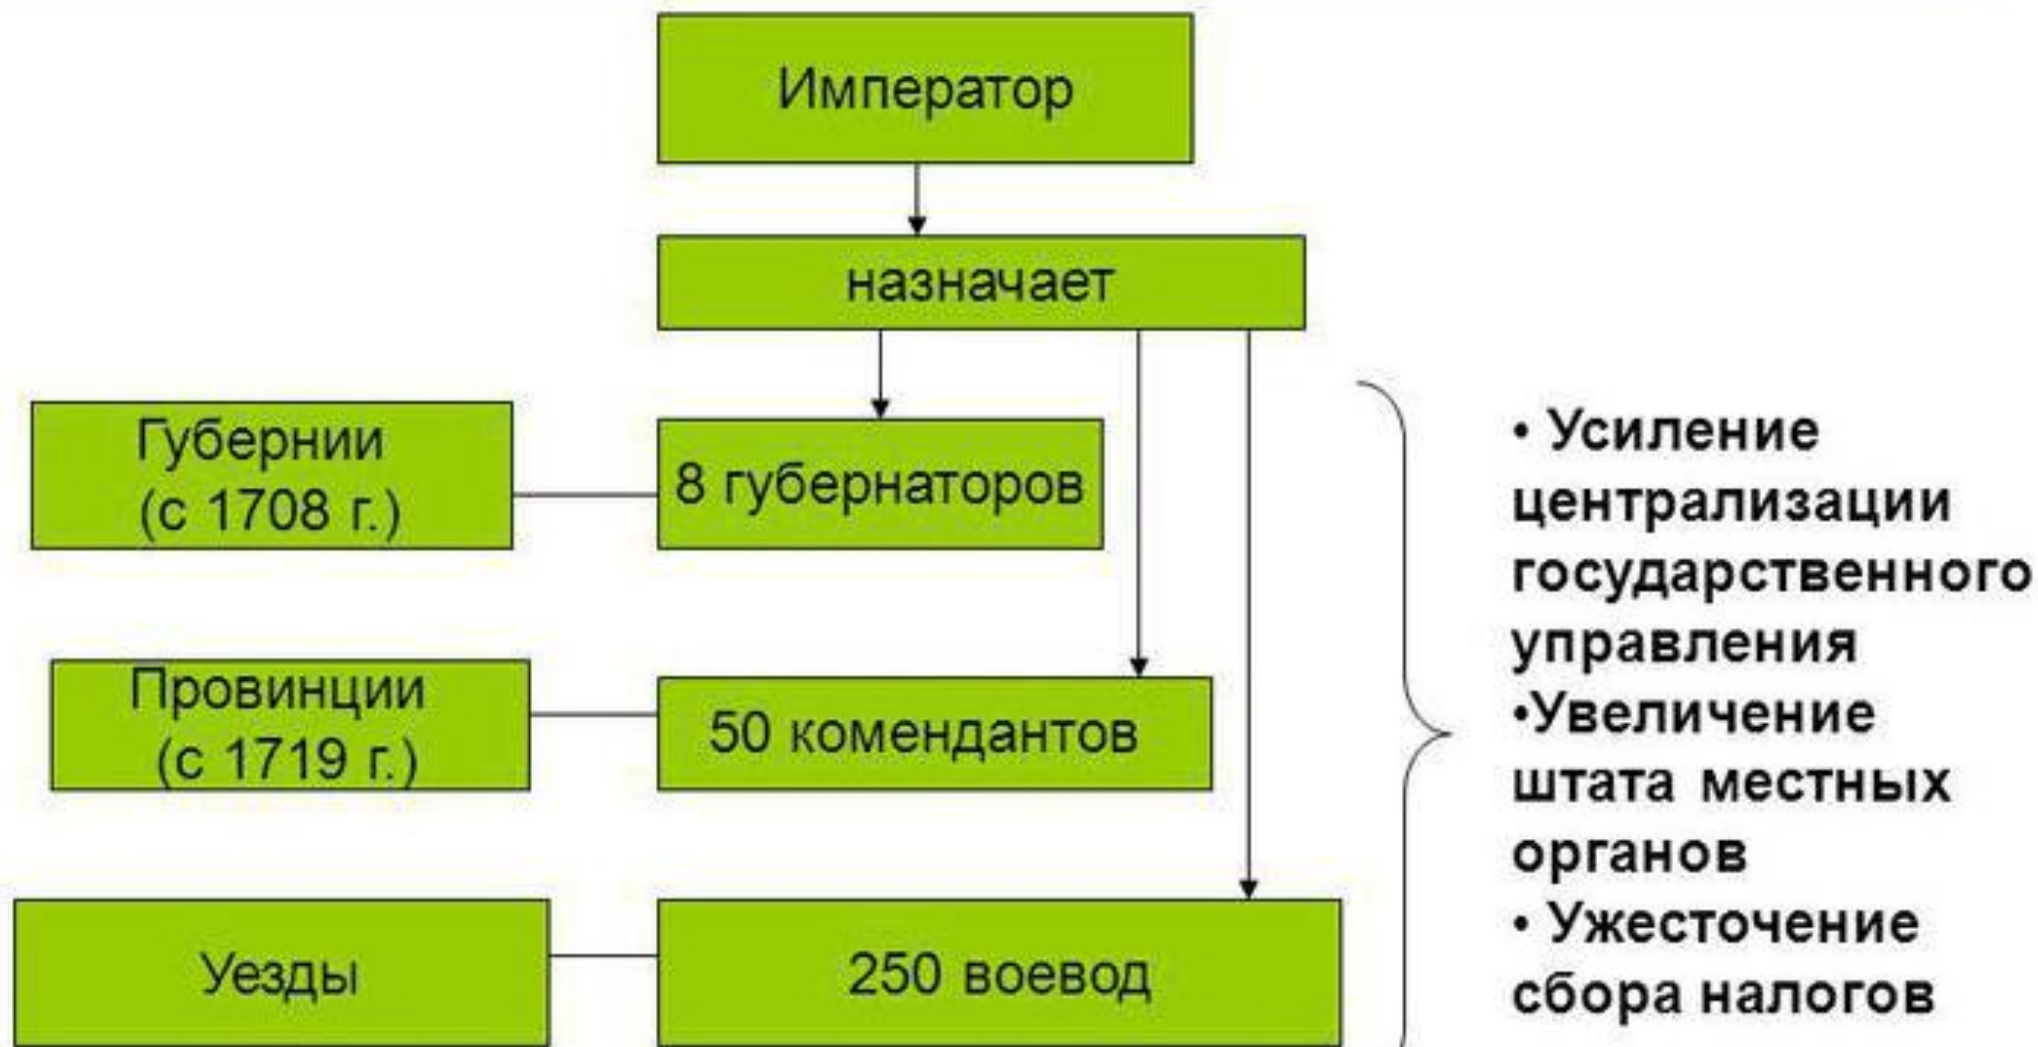 Император
назначает
Губернии
(с 1708 г.)
8 губернаторов
Провинции
(с 1719 г.)
50 комендантов
Уезды
250 воевод
• Усиление
централизации
государственного
управления
•Увеличение
штата местных
органов
• Ужесточение
сбора налогов